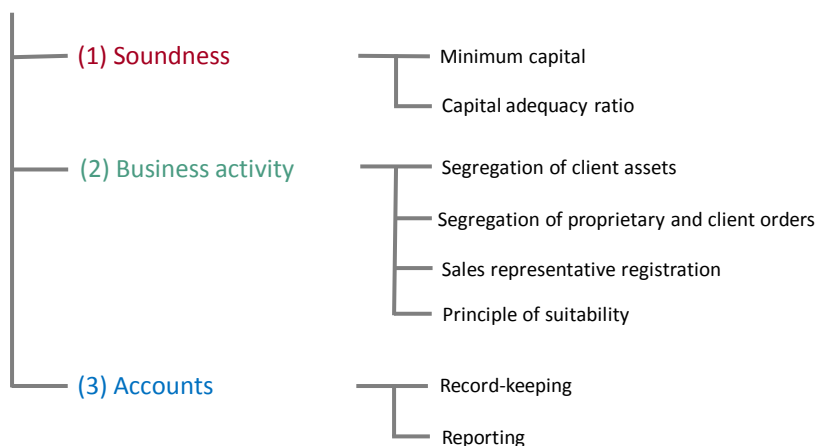 (1) Soundness
Minimum capital
Capital adequacy ratio
(2) Business activity
Segregation of client assets
Segregation of proprietary and client orders
Sales representative registration
Principle of suitability
(3) Accounts
Record-keeping
Reporting